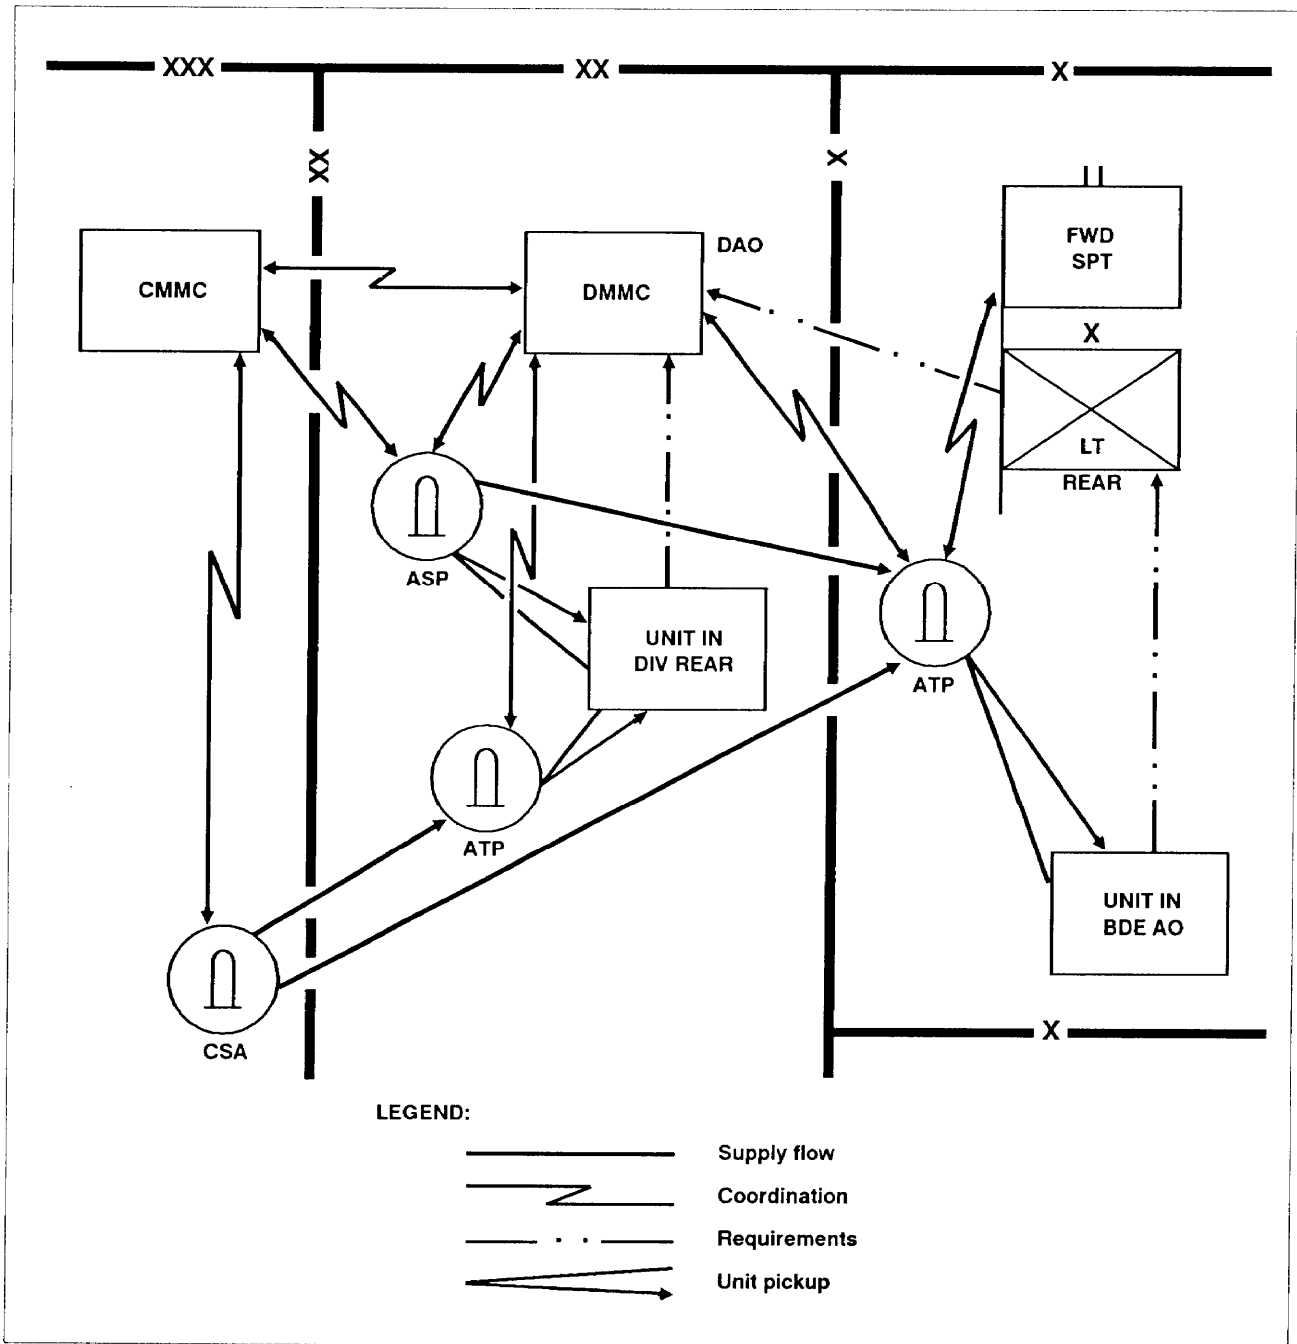 XXX XX X
XX X
CMMC
DMMC
DAO
FWD
SPT
X
LT
REAR
ASP
UNIT IN
DIV REAR
ATP
ATP
UNIT IN
BDE AO
CSA
X
LEGEND:
Supply flow
Coordination
Requirements
Unit pickup